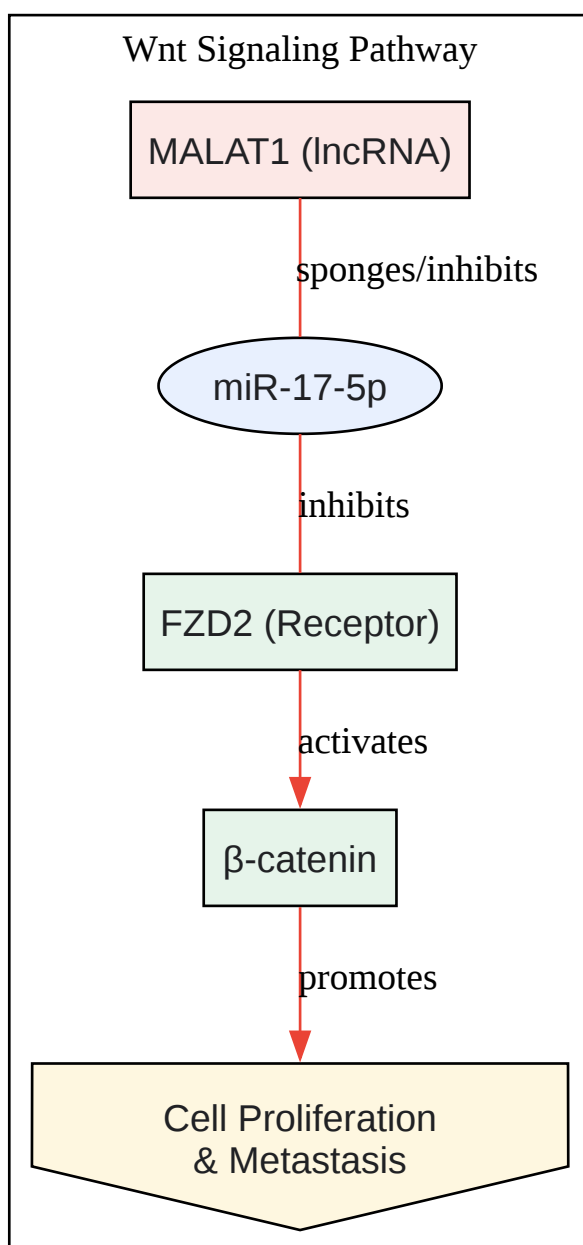 Wnt Signaling Pathway
MALAT1 (lncRNA)
sponges/inhibits
miR-17-5p
inhibits
FZD2 (Receptor)
activates
β-catenin
promotes
Cell Proliferation
& Metastasis